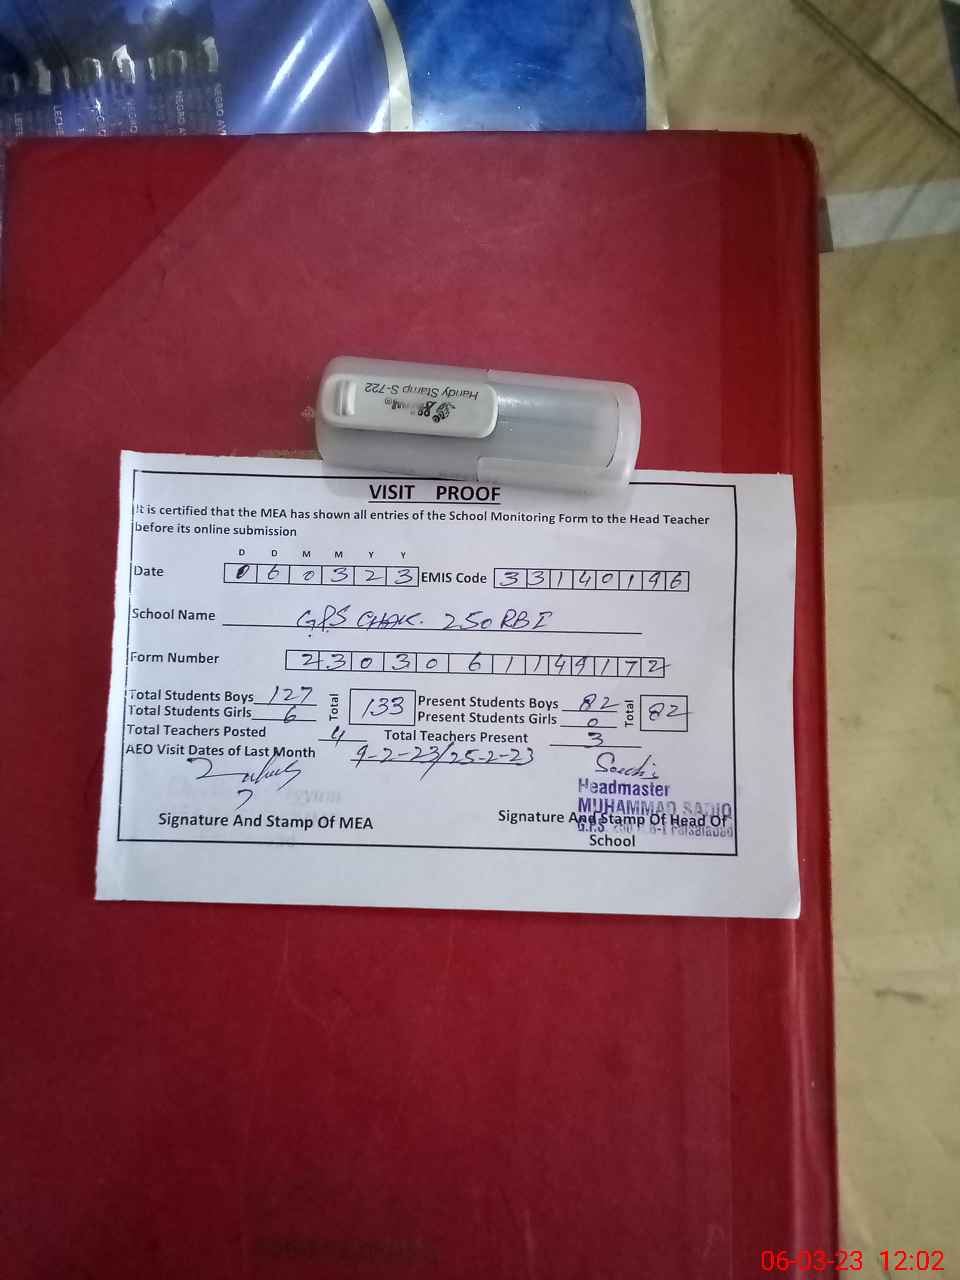 Handy Stamp S-722
VISIT PROOF
It is certified that the MEA has shown all entries of the School Monitoring Form to the Head Teacher
before its online submission
D D M M Y Y
Date 0 6 0 3 2 3 EMIS Code 3 3 1 4 0 1 9 6
School Name GPS CHAK. 250 RB I
Form Number 2 3 0 3 0 6 1 1 4 9 1 7 2
Total Students Boys 127 Total 133 Present Students Boys 82 Total 82
Total Students Girls 6 Present Students Girls 0
Total Teachers Posted 4 Total Teachers Present 3
AEO Visit Dates of Last Month 9-2-23/25-2-23
Headmaster
MUHAMMAD SADIQ
Signature And Stamp Of MEA Signature And Stamp Of Head Of
School
G.P.S. 250 R.B-I Faisalabad
06-03-23 12:02